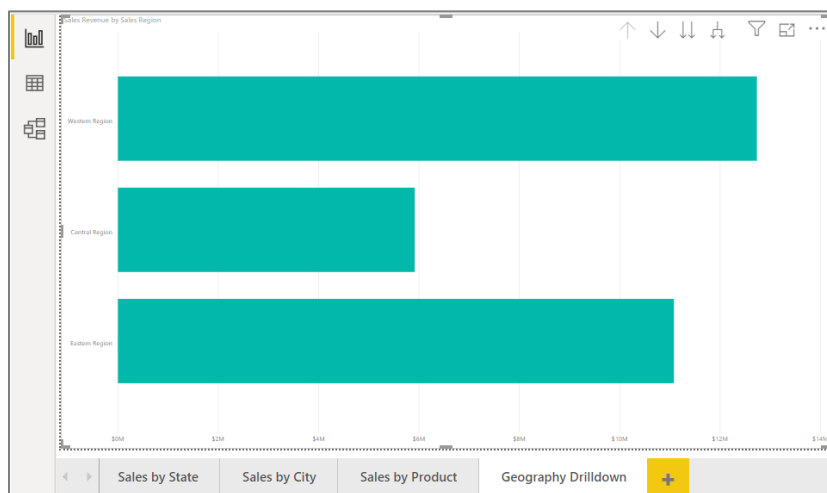 Sales Revenue by Sales Region
Western Region
Central Region
Eastern Region
$0M $2M $4M $6M $8M $10M $12M $14M
Sales by State Sales by City Sales by Product Geography Drilldown +